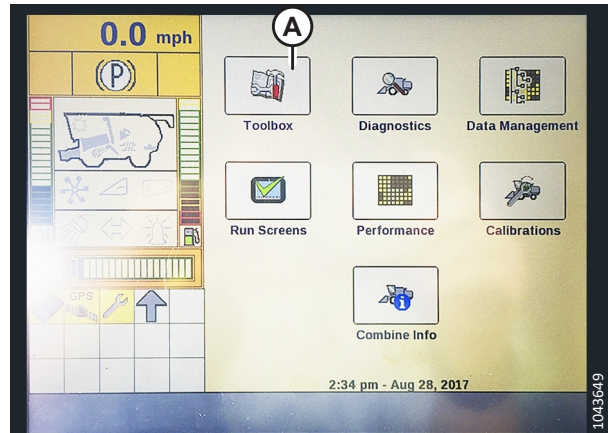 0.0 mph
A
(P)
Toolbox
Diagnostics
Data Management
Run Screens
Performance
Calibrations
GPS
i
Combine Info
2:34 pm - Aug 28, 2017
1043649